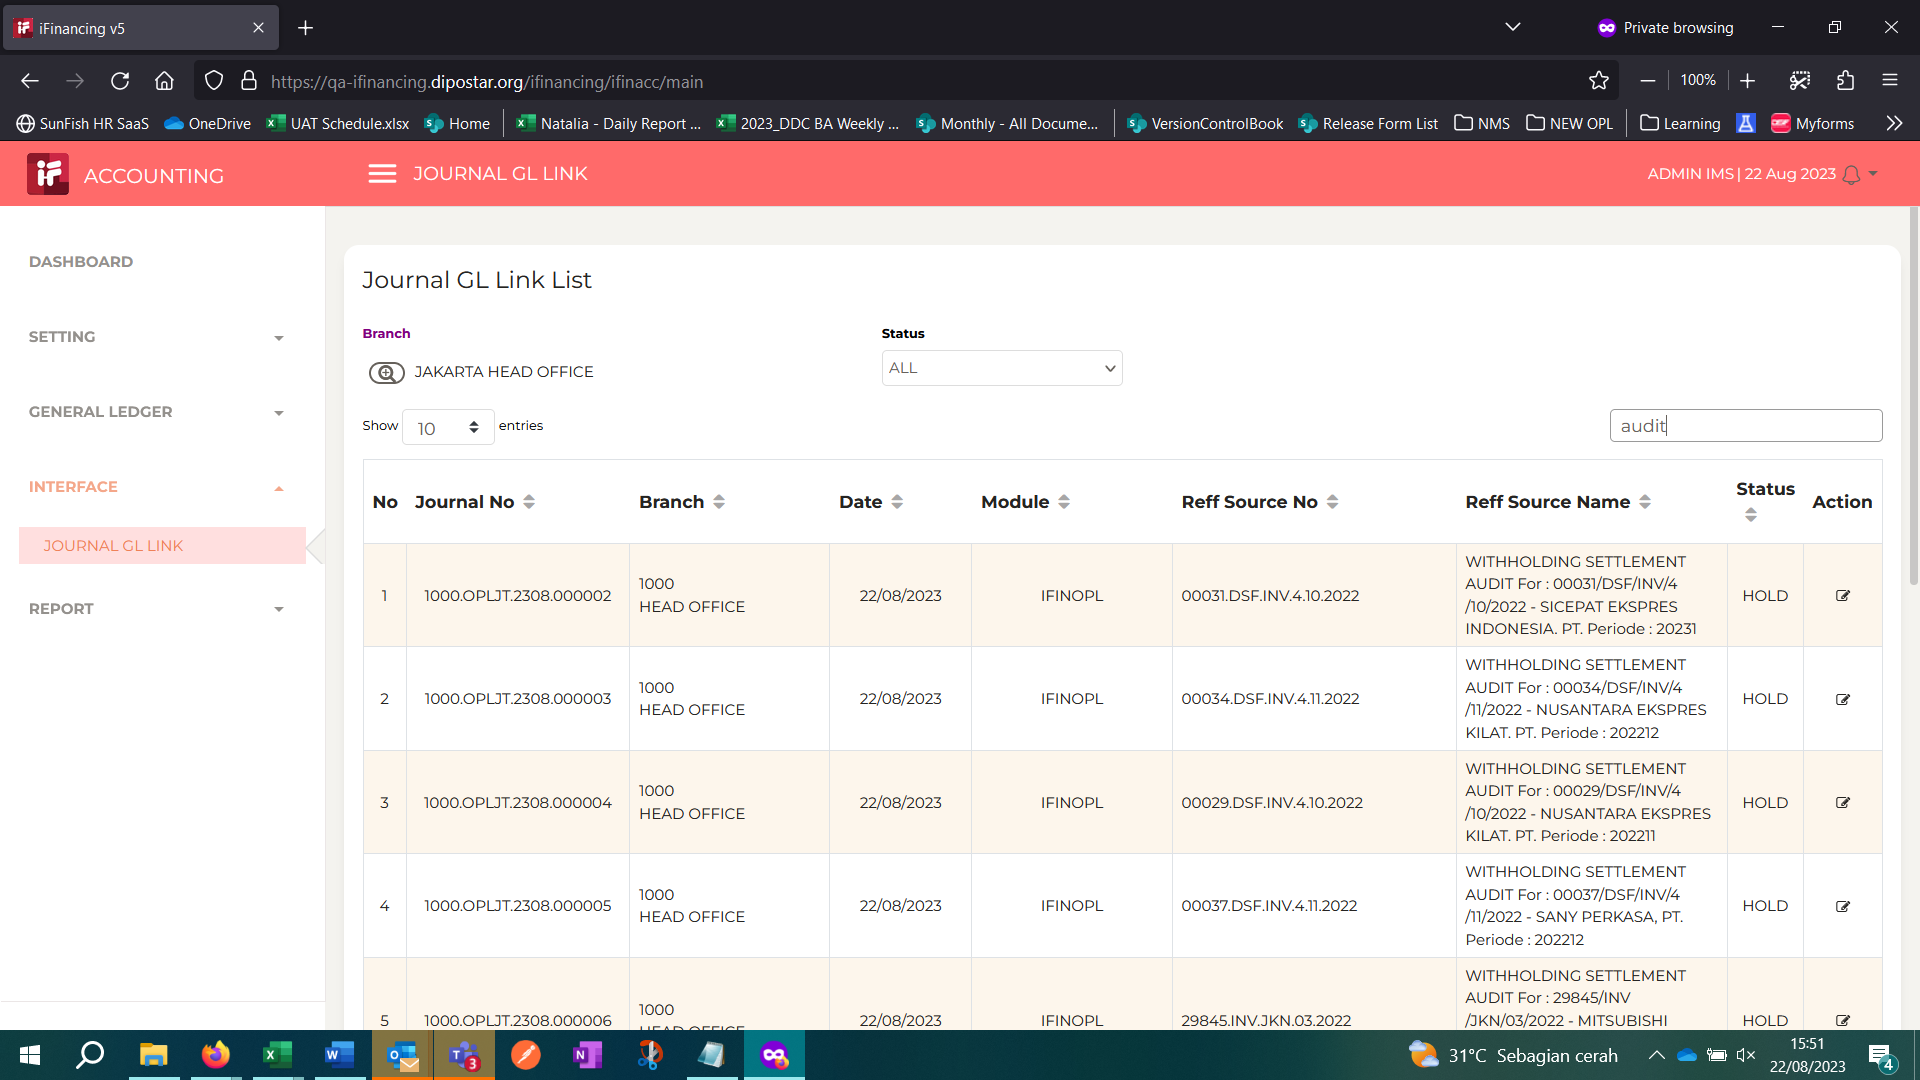 iFinancing v5
Private browsing
https://qa-ifinancing.dipostar.org/ifinancing/ifinacc/main
100%
SunFish HR SaaS
OneDrive
UAT Schedule.xlsx
Home
Natalia - Daily Report ...
2023_DDC BA Weekly ...
Monthly - All Docume...
VersionControlBook
Release Form List
NMS
NEW OPL
Learning
Myforms
iF
ACCOUNTING
JOURNAL GL LINK
ADMIN IMS | 22 Aug 2023
DASHBOARD
SETTING
GENERAL LEDGER
INTERFACE
JOURNAL GL LINK
REPORT
Journal GL Link List
Branch
JAKARTA HEAD OFFICE
Status
ALL
Show 10 entries
audit
No Journal No Branch Date Module Reff Source No Reff Source Name Status Action
1 1000.OPLJT.2308.000002
1000
HEAD OFFICE
22/08/2023
IFINOPL
00031.DSF.INV.4.10.2022
WITHHOLDING SETTLEMENT
AUDIT For : 00031/DSF/INV/4
/10/2022 - SICEPAT EKSPRES
INDONESIA. PT. Periode : 20231
HOLD
2 1000.OPLJT.2308.000003
1000
HEAD OFFICE
22/08/2023
IFINOPL
00034.DSF.INV.4.11.2022
WITHHOLDING SETTLEMENT
AUDIT For : 00034/DSF/INV/4
/11/2022 - NUSANTARA EKSPRES
KILAT. PT. Periode : 202212
HOLD
3 1000.OPLJT.2308.000004
1000
HEAD OFFICE
22/08/2023
IFINOPL
00029.DSF.INV.4.10.2022
WITHHOLDING SETTLEMENT
AUDIT For : 00029/DSF/INV/4
/10/2022 - NUSANTARA EKSPRES
KILAT. PT. Periode : 202211
HOLD
4 1000.OPLJT.2308.000005
1000
HEAD OFFICE
22/08/2023
IFINOPL
00037.DSF.INV.4.11.2022
WITHHOLDING SETTLEMENT
AUDIT For : 00037/DSF/INV/4
/11/2022 - SANY PERKASA, PT.
Periode : 202212
HOLD
5 1000.OPLJT.2308.000006
1000
HEAD OFFICE
22/08/2023
IFINOPL
29845.INV.JKN.03.2022
WITHHOLDING SETTLEMENT
AUDIT For : 29845/INV
/JKN/03/2022 - MITSUBISHI
HOLD
3
31°C Sebagian cerah
15:51
22/08/2023
4